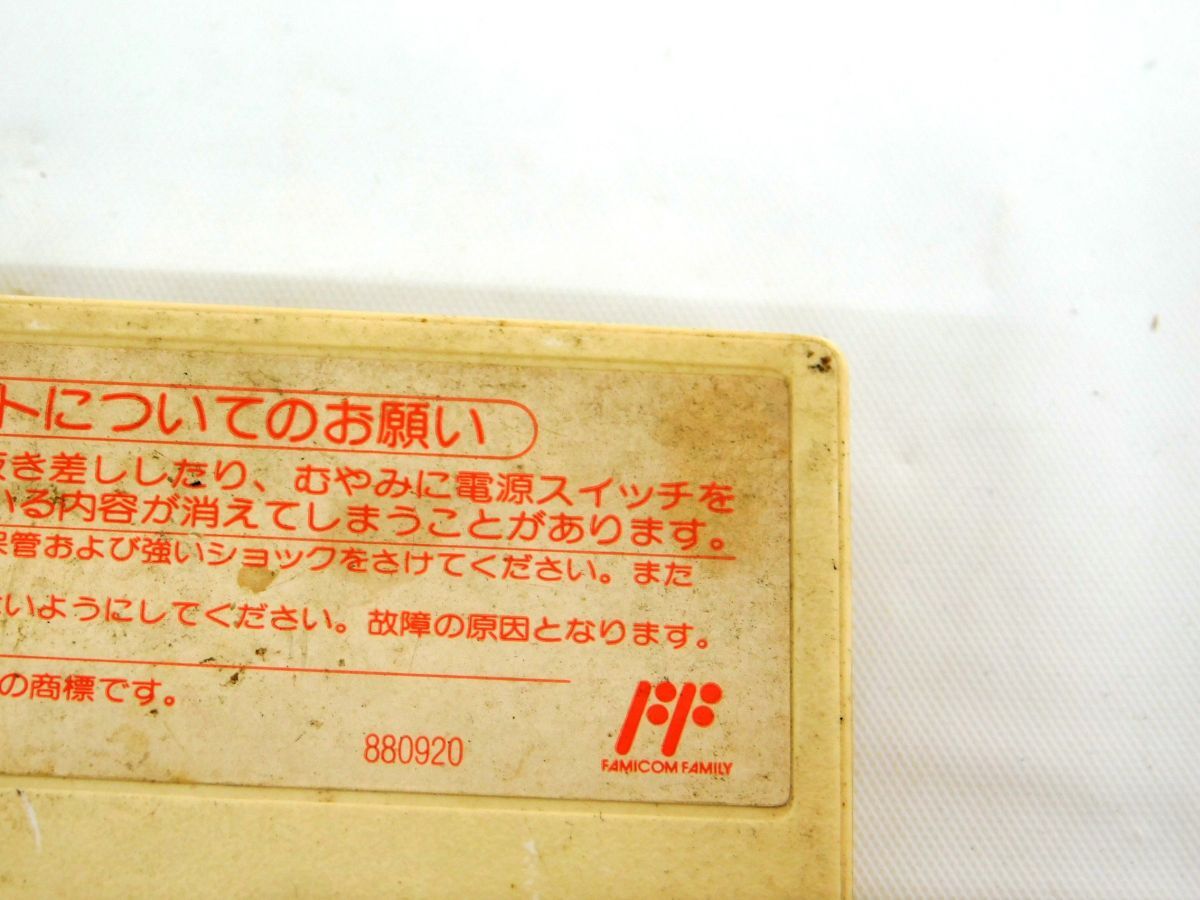 トについてのお願い
き差ししたり、むやみに電源スイッチを
いる内容が消えてしまうことがあります。
管および強いショックをさけてください。また
いようにしてください。故障の原因となります。
の商標です。
880920
FAMICOM FAMILY